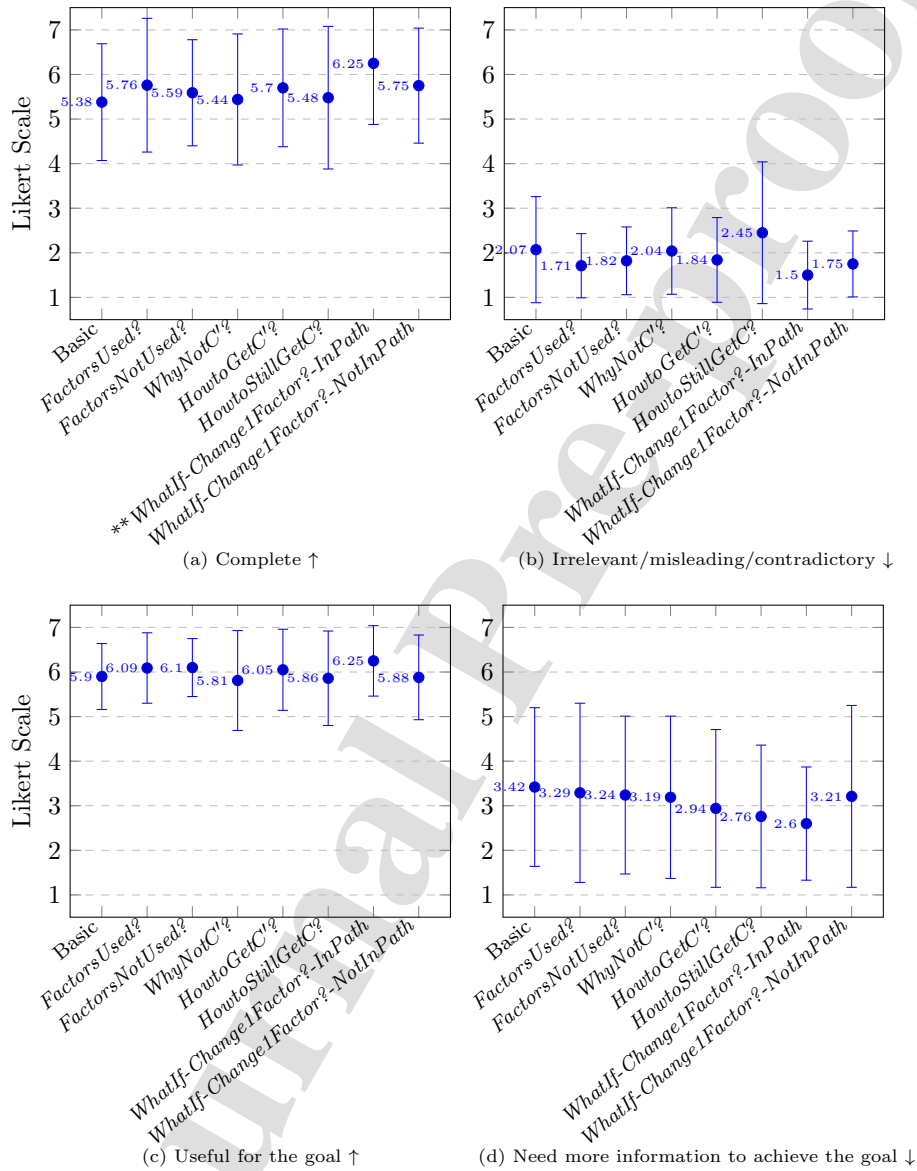 7
6
5
4
3
2
1
Likert Scale
5.38
5.76
5.59
5.44
5.7
5.48
6.25
5.75
Basic
FactorsUsed?
FactorsNotUsed?
WhyNotC'?
HowtoGetC'?
HowtoStillGetC?
** WhatIf-Change1Factor?-InPath
WhatIf-Change1Factor?-NotInPath
(a) Complete ↑
7
6
5
4
3
2
1
2.07
1.71
1.82
2.04
1.84
2.45
1.5
1.75
Basic
FactorsUsed?
FactorsNotUsed?
WhyNotC'?
HowtoGetC'?
HowtoStillGetC?
WhatIf-Change1Factor?-InPath
WhatIf-Change1Factor?-NotInPath
(b) Irrelevant/misleading/contradictory ↓
7
6
5
4
3
2
1
Likert Scale
5.9
6.09
6.1
5.81
6.05
5.86
6.25
5.88
Basic
FactorsUsed?
FactorsNotUsed?
WhyNotC'?
HowtoGetC'?
HowtoStillGetC?
WhatIf-Change1Factor?-InPath
WhatIf-Change1Factor?-NotInPath
(c) Useful for the goal ↑
7
6
5
4
3
2
1
3.42
3.29
3.24
3.19
2.94
2.76
2.6
3.21
Basic
FactorsUsed?
FactorsNotUsed?
WhyNotC'?
HowtoGetC'?
HowtoStillGetC?
WhatIf-Change1Factor?-InPath
WhatIf-Change1Factor?-NotInPath
(d) Need more information to achieve the goal ↓
urnal Pre-proo